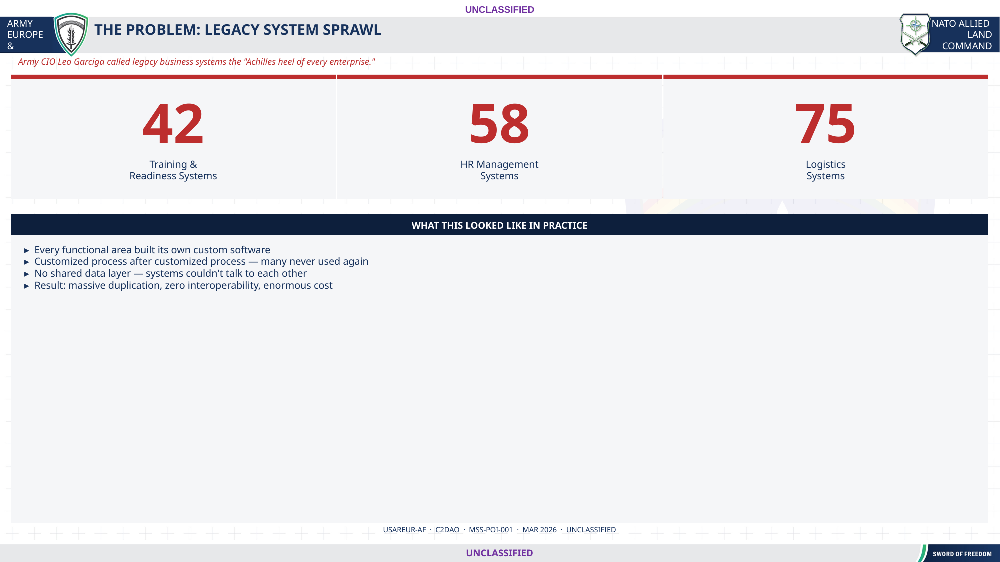 UNCLASSIFIED
ARMY
EUROPE
&
THE PROBLEM: LEGACY SYSTEM SPRAWL
NATO ALLIED
LAND
COMMAND
Army CIO Leo Garciga called legacy business systems the "Achilles heel of every enterprise."
42
Training &
Readiness Systems
58
HR Management
Systems
75
Logistics
Systems
WHAT THIS LOOKED LIKE IN PRACTICE
▸ Every functional area built its own custom software
▸ Customized process after customized process — many never used again
▸ No shared data layer — systems couldn't talk to each other
▸ Result: massive duplication, zero interoperability, enormous cost
USAREUR-AF · C2DAO · MSS-POI-001 · MAR 2026 · UNCLASSIFIED
UNCLASSIFIED
SWORD OF FREEDOM